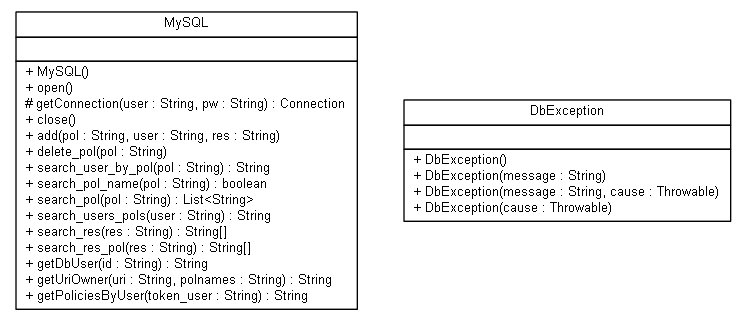 MySQL
+ MySQL()
+ open()
# getConnection(user : String, pw : String) : Connection
+ close()
+ add(pol : String, user : String, res : String)
+ delete_pol(pol : String)
+ search_user_by_pol(pol : String) : String
+ search_pol_name(pol : String) : boolean
+ search_pol(pol : String) : List<String>
+ search_users_pols(user : String) : String
+ search_res(res : String) : String[]
+ search_res_pol(res : String) : String[]
+ getDbUser(id : String) : String
+ getUriOwner(uri : String, polnames : String) : String
+ getPoliciesByUser(token_user : String) : String
DbException
+ DbException()
+ DbException(message : String)
+ DbException(message : String, cause : Throwable)
+ DbException(cause : Throwable)